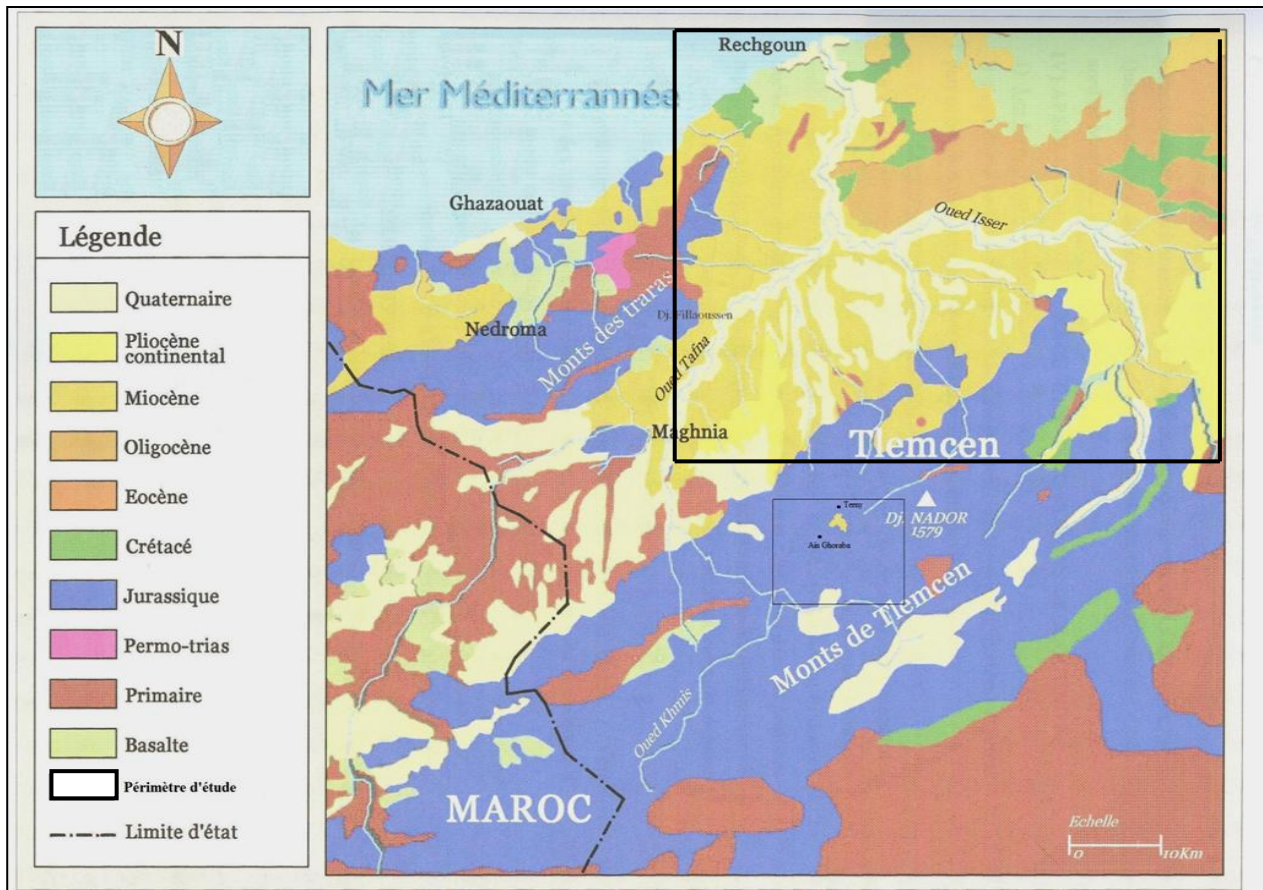 N
Légende
Quaternaire
Pliocène
continental
Miocène
Oligocène
Eocène
Crétacé
Jurassique
Permo-trias
Primaire
Basalte
Périmètre d'étude
Limite d'état
Rechgoun
Mer Méditerrannée
Ghazaouat
Oued Isser
Monts des traras
Dj. Fillaoussen
Nedroma
Oued Tafna
Maghnia
Tlemcen
Terny
Dj. NADOR
1579
Ain Ghoraba
Monts de Tlemcen
Oued Khmis
MAROC
Echelle
0 10Km